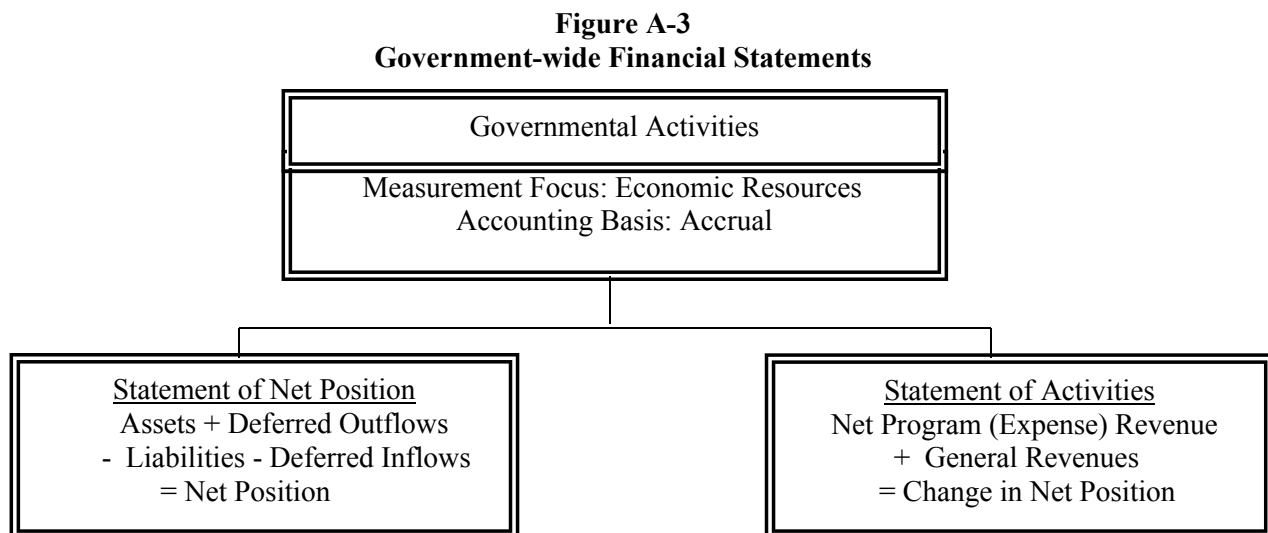 Figure A-3
Government-wide Financial Statements
Governmental Activities
Measurement Focus: Economic Resources
Accounting Basis: Accrual
Statement of Net Position
Assets + Deferred Outflows
- Liabilities - Deferred Inflows
= Net Position
Statement of Activities
Net Program (Expense) Revenue
+ General Revenues
= Change in Net Position